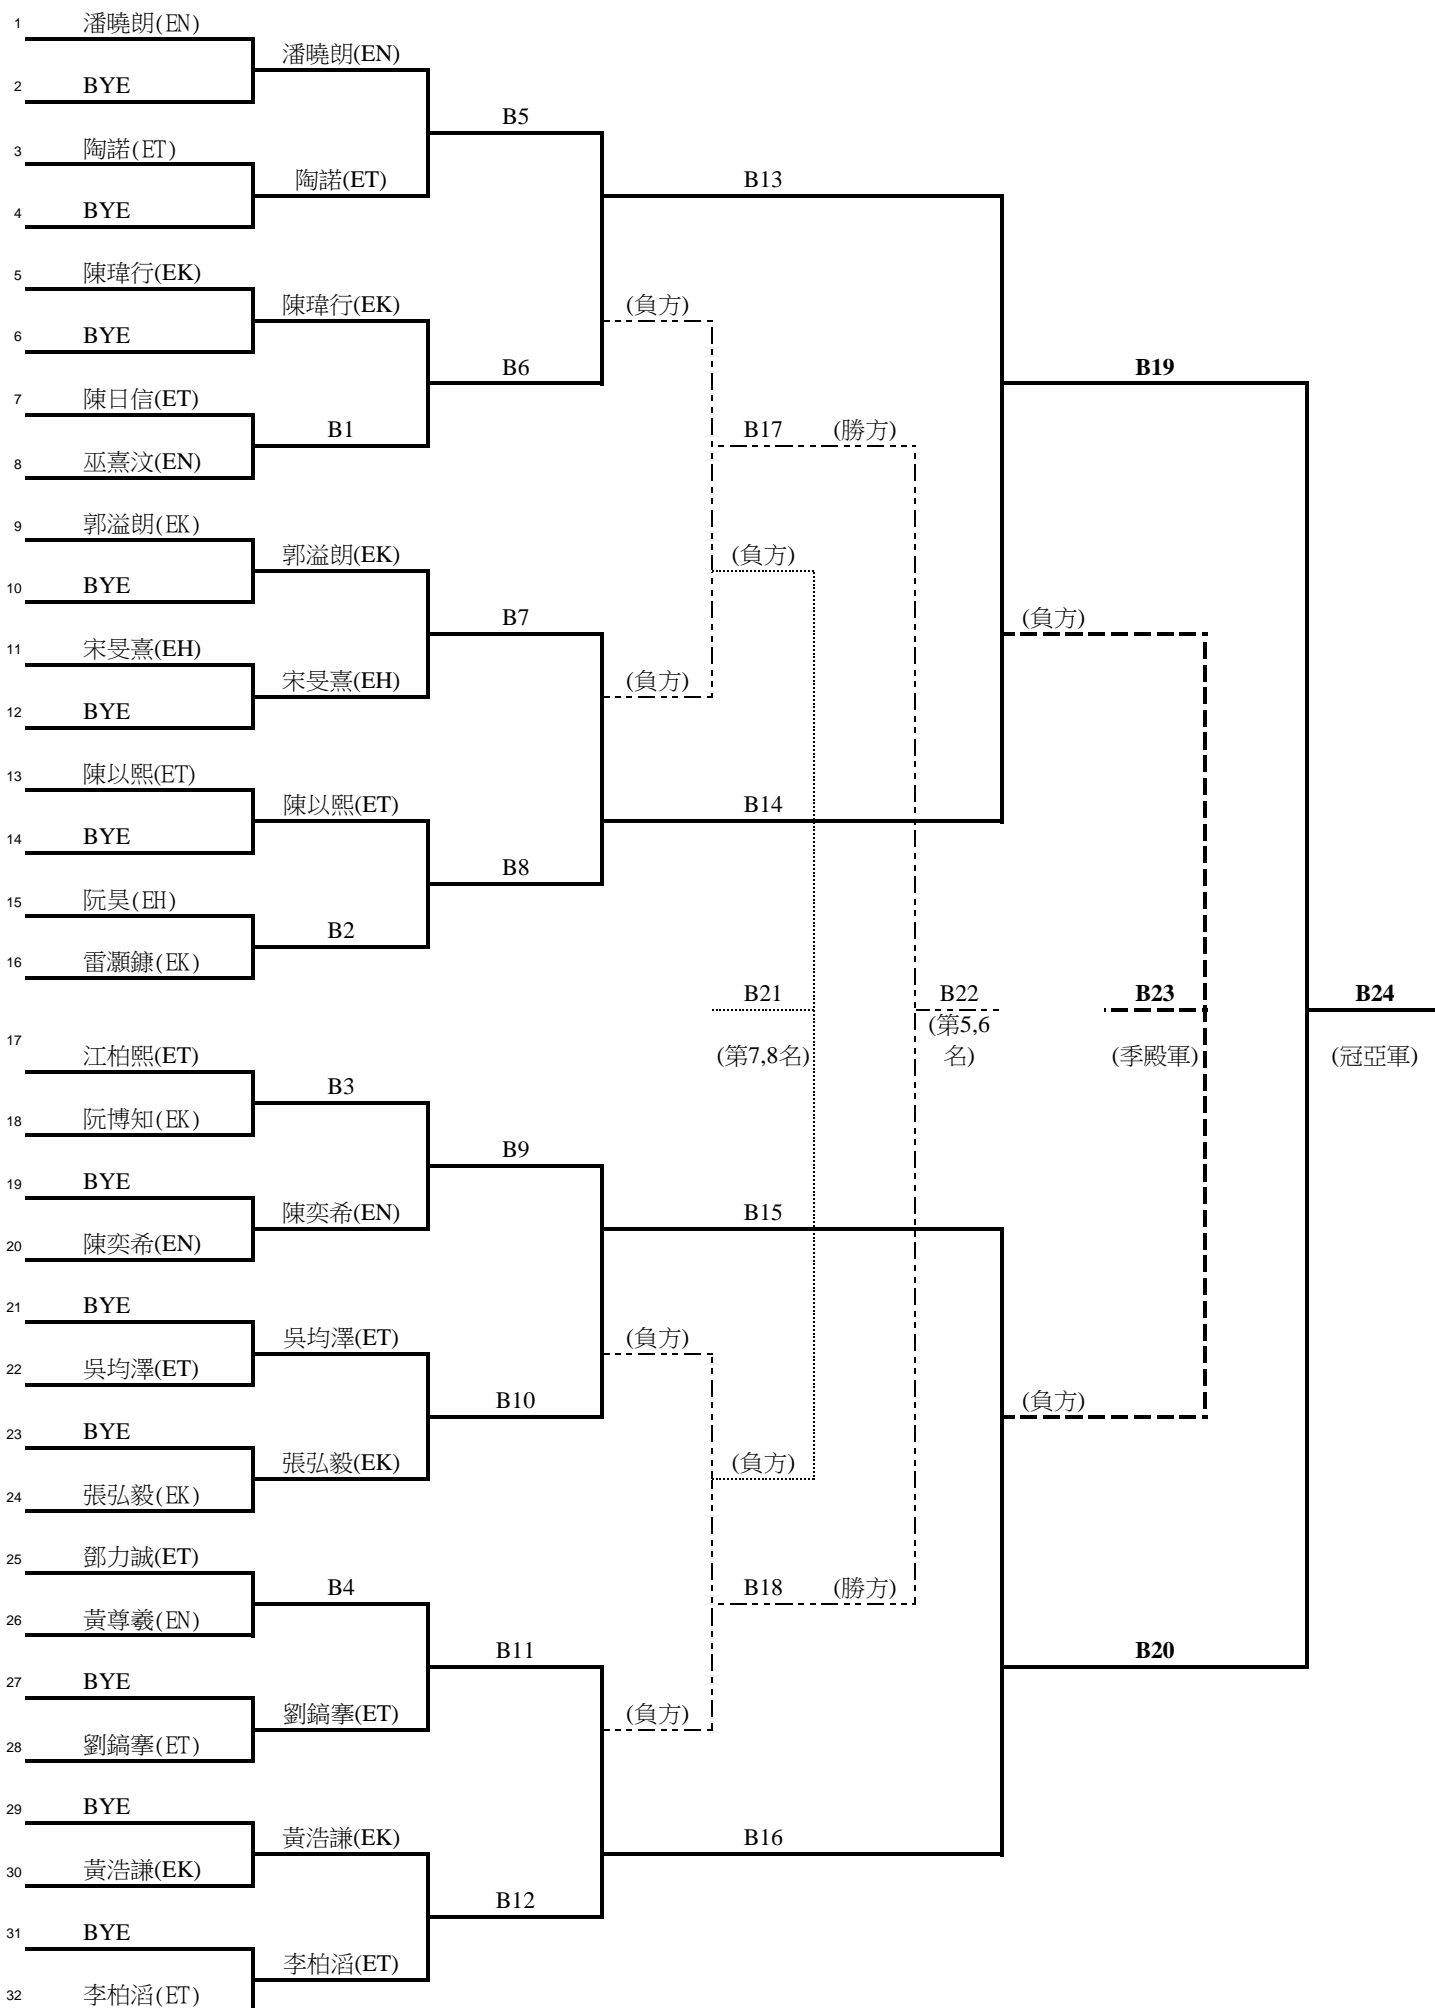 1 潘曉朗(EN)
潘曉朗(EN)
2 BYE
B5
3 陶諾(ET)
陶諾(ET)
B13
4 BYE
5 陳瑋行(EK)
陳瑋行(EK)
(負方)
6 BYE
B6
B19
7 陳日信(ET)
B1
B17 (勝方)
8 巫熹汶(EN)
9 郭溢朗(EK)
郭溢朗(EK)
(負方)
10 BYE
B7
(負方)
11 宋旻熹(EH)
宋旻熹(EH)
(負方)
12 BYE
13 陳以熙(ET)
陳以熙(ET)
B14
14 BYE
B8
15 阮昊(EH)
B2
16 雷灝鏮(EK)
B21
B22
B23
B24
(第5,6
名)
(第7,8名)
(季殿軍)
(冠亞軍)
17 江柏熙(ET)
B3
18 阮博知(EK)
B9
19 BYE
陳奕希(EN)
B15
20 陳奕希(EN)
21 BYE
吳均澤(ET)
(負方)
22 吳均澤(ET)
B10
(負方)
23 BYE
張弘毅(EK)
(負方)
24 張弘毅(EK)
25 鄧力誠(ET)
B4
B18 (勝方)
26 黃尊羲(EN)
B11
B20
27 BYE
劉鎬搴(ET)
(負方)
28 劉鎬搴(ET)
29 BYE
黃浩謙(EK)
B16
30 黃浩謙(EK)
B12
31 BYE
李柏滔(ET)
32 李柏滔(ET)